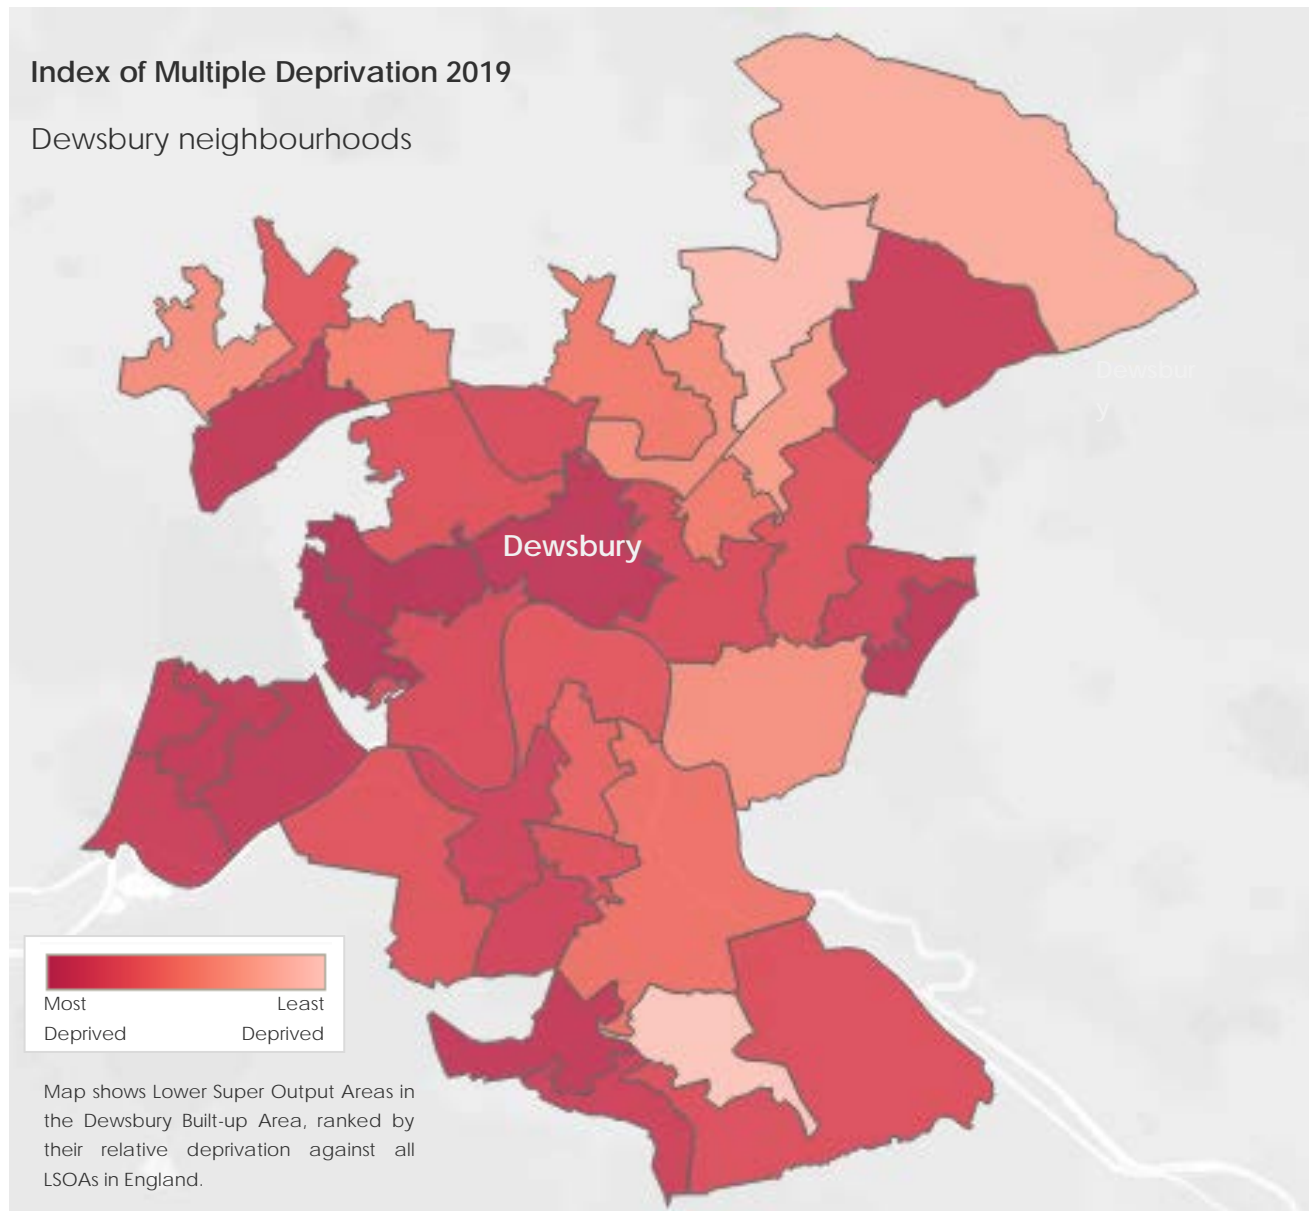 Index of Multiple Deprivation 2019
Dewsbury neighbourhoods
Dewsbur
y
Dewsbury
Most Least
Deprived Deprived
Map shows Lower Super Output Areas in
the Dewsbury Built-up Area, ranked by
their relative deprivation against all
LSOAs in England.